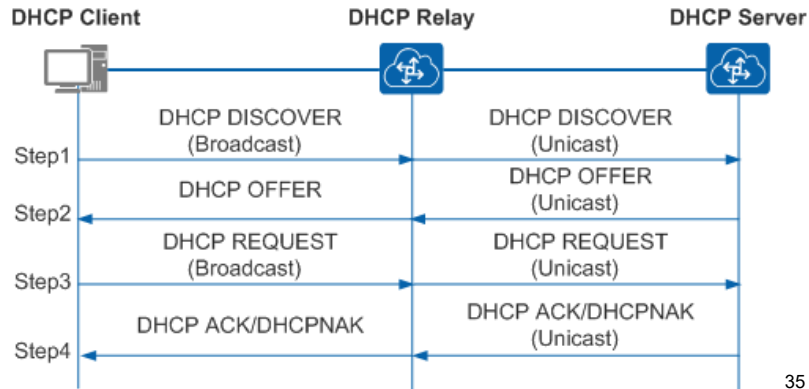 DHCP Client
DHCP Relay
DHCP Server
DHCP DISCOVER
(Broadcast)
DHCP DISCOVER
(Unicast)
Step1
DHCP OFFER
DHCP OFFER
(Unicast)
Step2
DHCP REQUEST
(Broadcast)
DHCP REQUEST
(Unicast)
Step3
DHCP ACK/DHCPNAK
DHCP ACK/DHCPNAK
(Unicast)
Step4
35